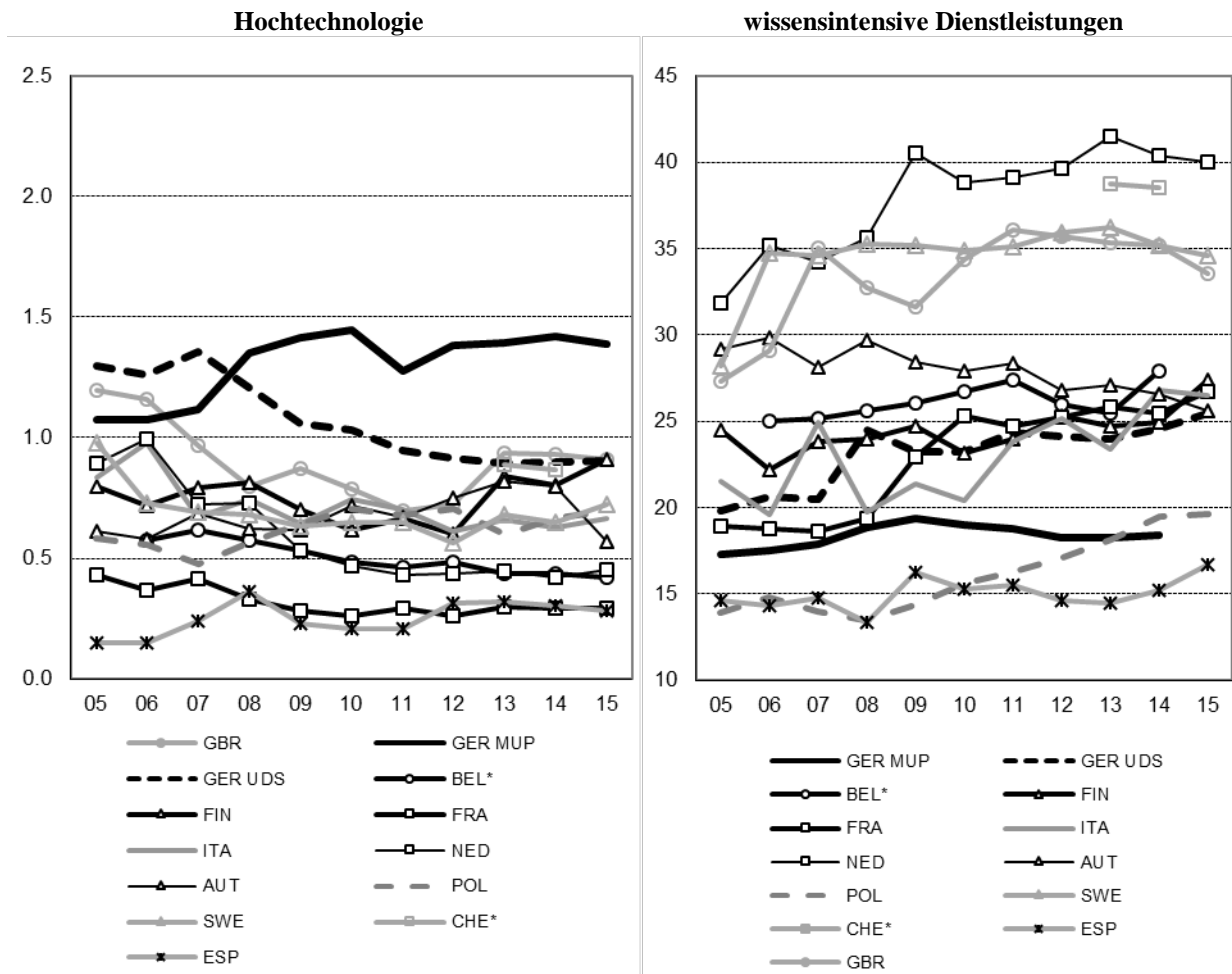 Hochtechnologie
wissensintensive Dienstleistungen
2.5
2.0
1.5
1.0
0.5
0.0
05 06 07 08 09 10 11 12 13 14 15
GBR GER MUP
GER UDS BEL*
FIN FRA
ITA NED
AUT POL
SWE CHE*
ESP
45
40
35
30
25
20
15
10
05 06 07 08 09 10 11 12 13 14 15
GER MUP GER UDS
BEL* FIN
FRA ITA
NED AUT
POL SWE
CHE* ESP
GBR